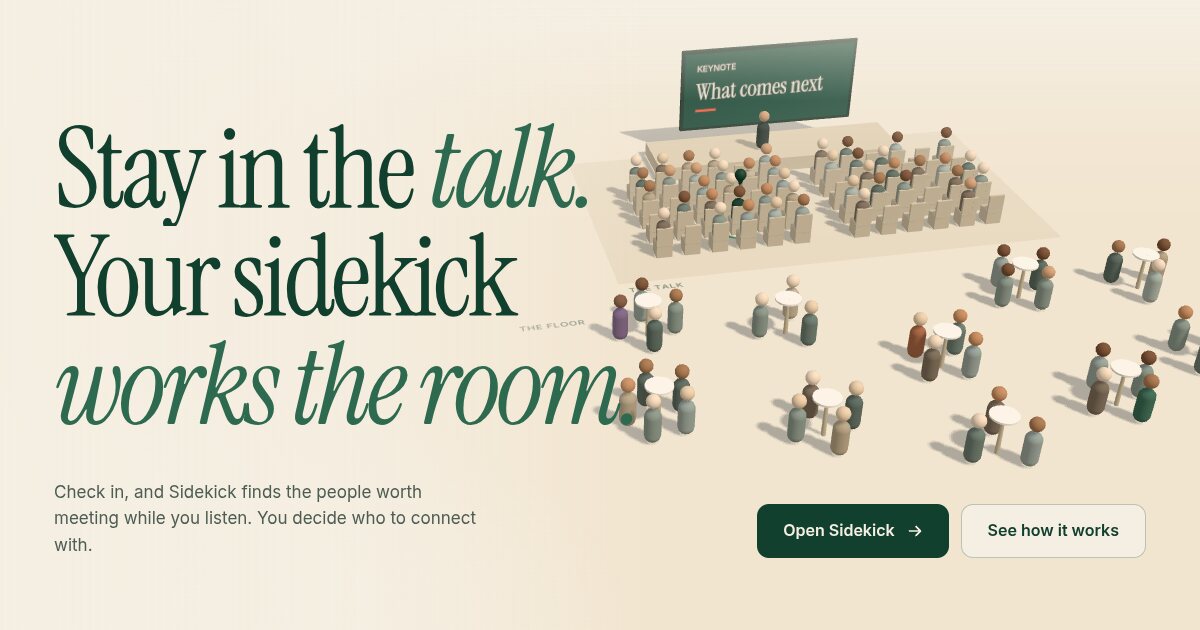 KEYNOTE
What comes next
Stay in the talk.
Your sidekick
works the room.
THE TALK
THE FLOOR
Check in, and Sidekick finds the people worth
meeting while you listen. You decide who to connect
with.
Open Sidekick →
See how it works